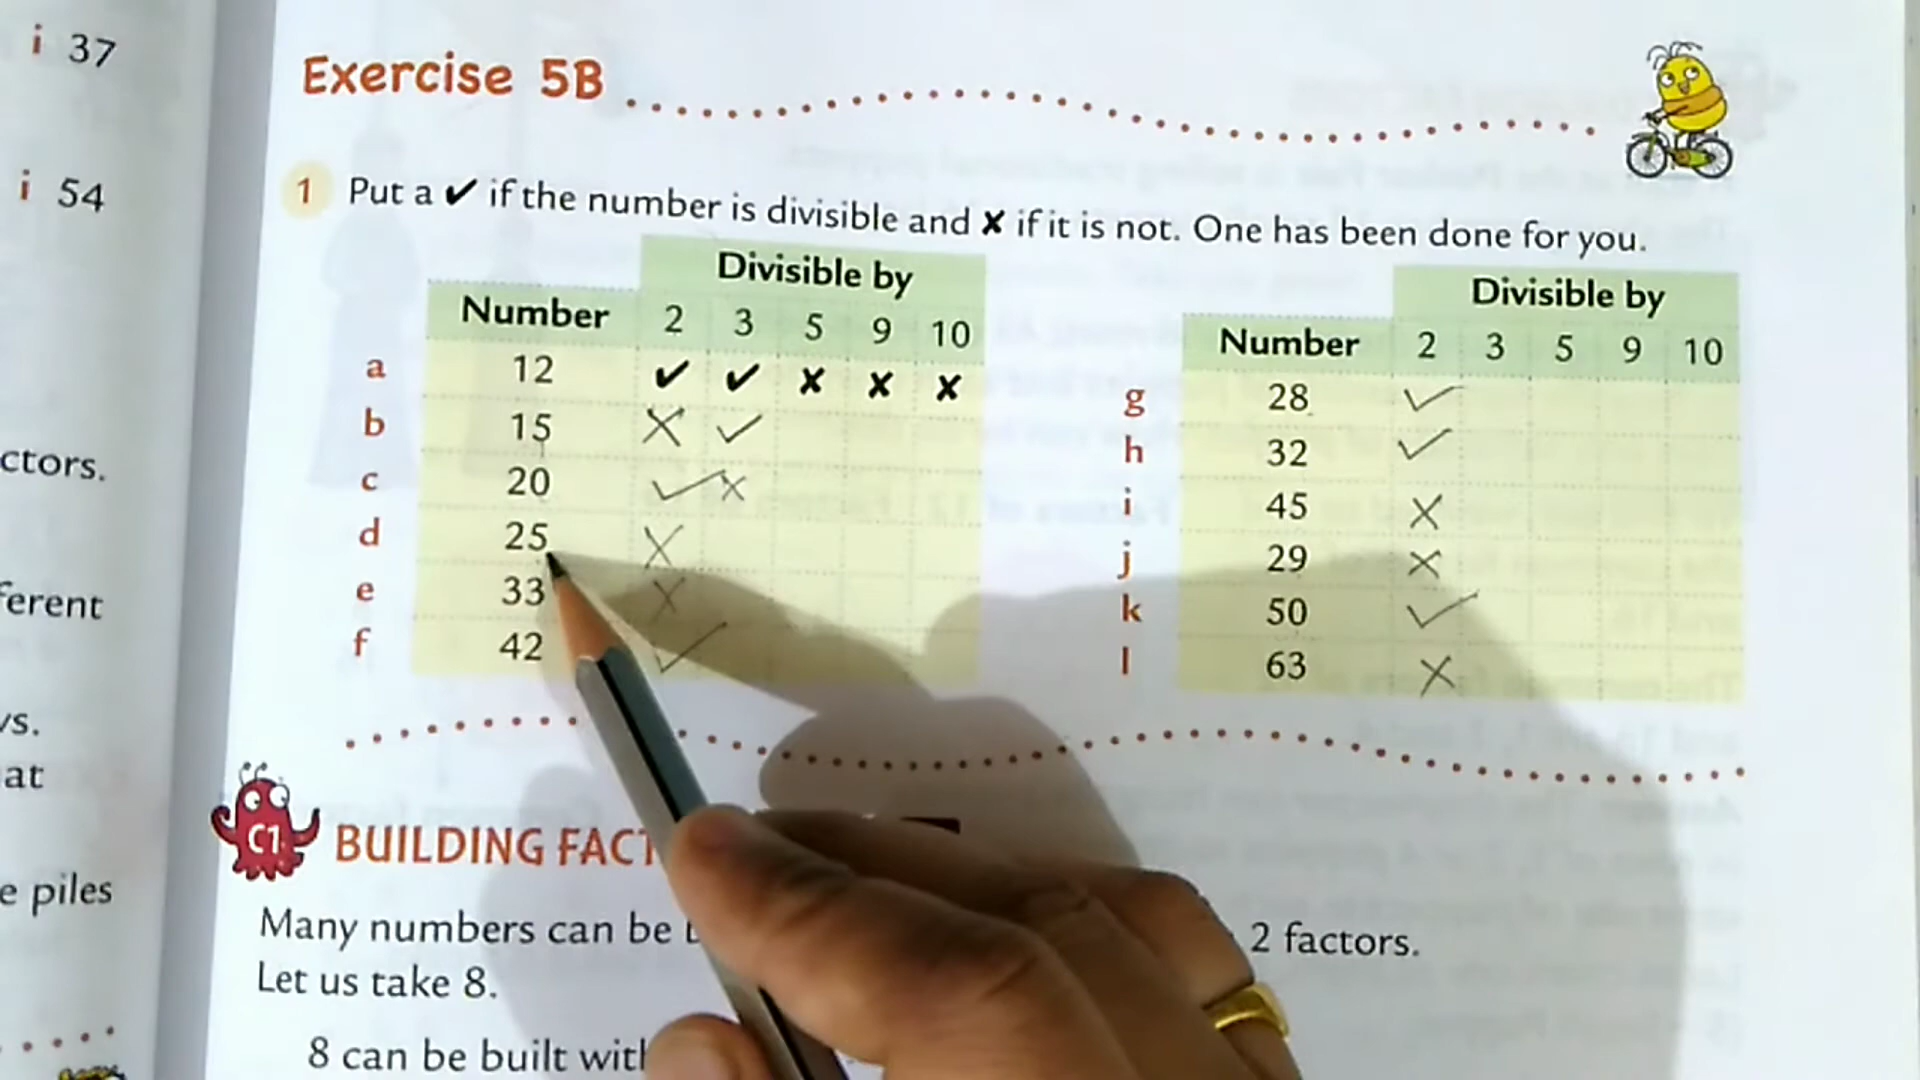 i 37
i 54
ctors.
ferent
vs.
at
e piles
Exercise 5B
1 Put a ✔ if the number is divisible and ✘ if it is not. One has been done for you.
Divisible by
Number 2 3 5 9 10
a 12 ✔ ✔ ✘ ✘ ✘
b 15 ✗ ✓
c 20 ✓ ✗
d 25 ✗
e 33 ✗
f 42 ✓
Divisible by
Number 2 3 5 9 10
g 28 ✓
h 32 ✓
i 45 ✗
j 29 ✗
k 50 ✓
l 63 ✗
C1
BUILDING FACT
Many numbers can be 2 factors.
Let us take 8.
8 can be built with